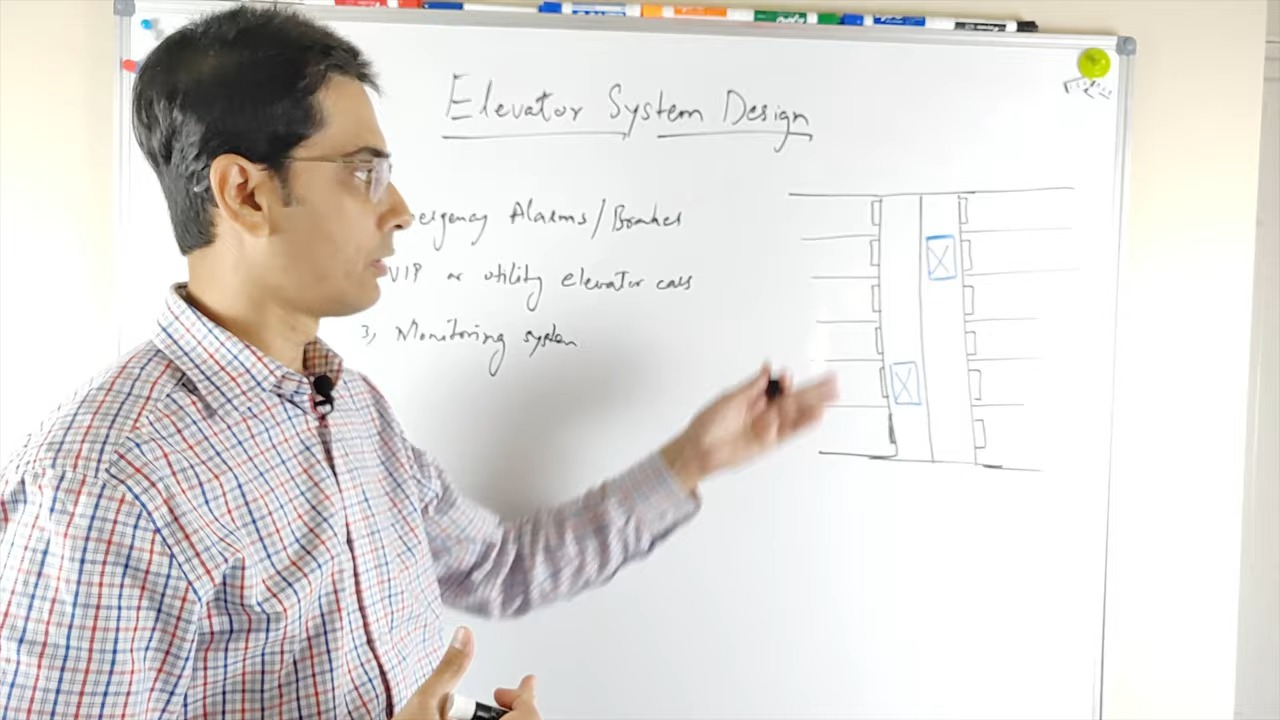 Elevator System Design
ergency Alarms/Brakes
VIP or utility elevator cars
3, Monitoring system